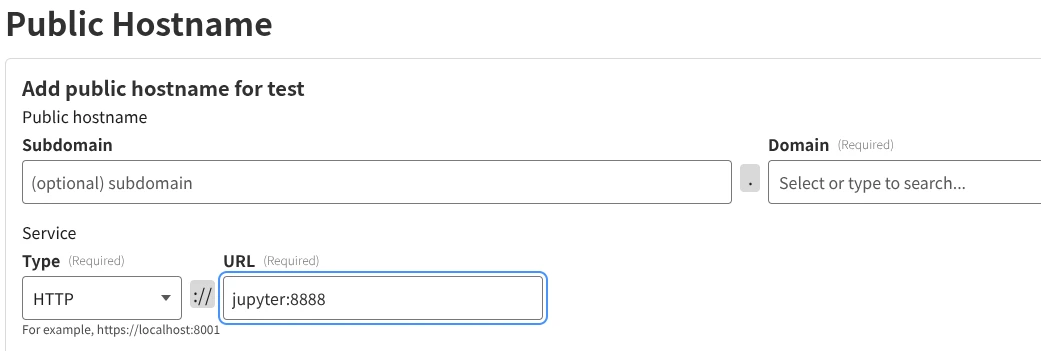 Public Hostname
Add public hostname for test
Public hostname
Subdomain
Domain (Required)
(optional) subdomain
.
Select or type to search...
Service
Type (Required)
URL (Required)
HTTP
://
jupyter:8888
For example, https://localhost:8001